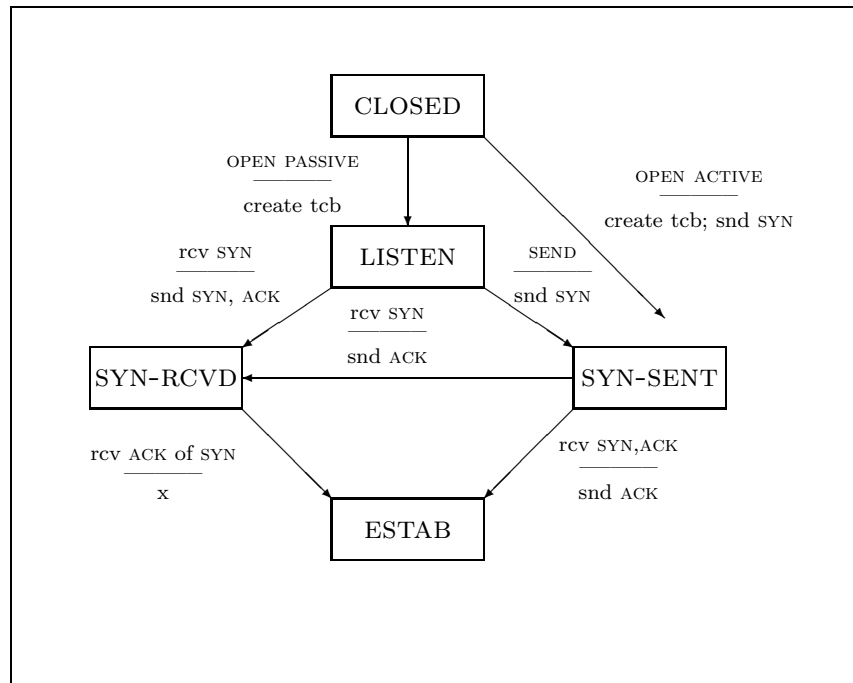 CLOSED
OPEN PASSIVE
create tcb
OPEN ACTIVE
create tcb; snd SYN
LISTEN
rcv SYN
snd SYN, ACK
SEND
snd SYN
rcv SYN
snd ACK
SYN-RCVD
SYN-SENT
rcv ACK of SYN
x
rcv SYN,ACK
snd ACK
ESTAB